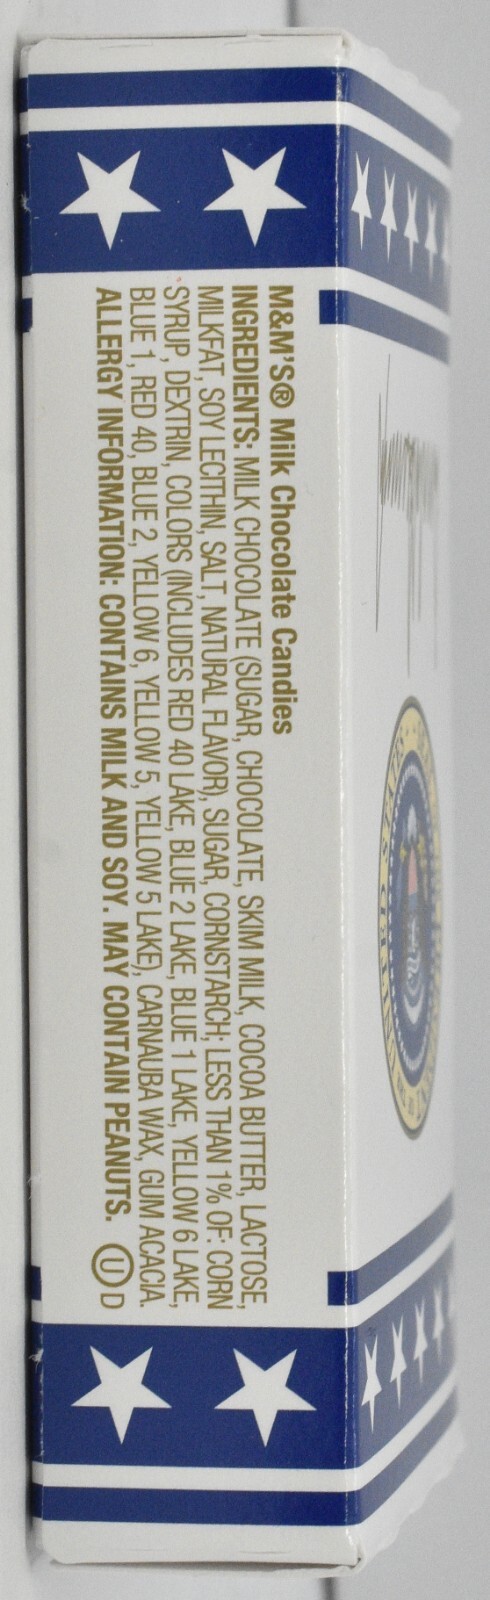 M&M'S® Milk Chocolate Candies
INGREDIENTS: MILK CHOCOLATE (SUGAR, CHOCOLATE, SKIM MILK, COCOA BUTTER, LACTOSE,
MILKFAT, SOY LECITHIN, SALT, NATURAL FLAVOR), SUGAR, CORNSTARCH; LESS THAN 1% OF: CORN
SYRUP, DEXTRIN, COLORS (INCLUDES RED 40 LAKE, BLUE 2 LAKE, BLUE 1 LAKE, YELLOW 6 LAKE,
BLUE 1, RED 40, BLUE 2, YELLOW 6, YELLOW 5, YELLOW 5 LAKE), CARNAUBA WAX, GUM ACACIA.
ALLERGY INFORMATION: CONTAINS MILK AND SOY. MAY CONTAIN PEANUTS. Ⓤ D